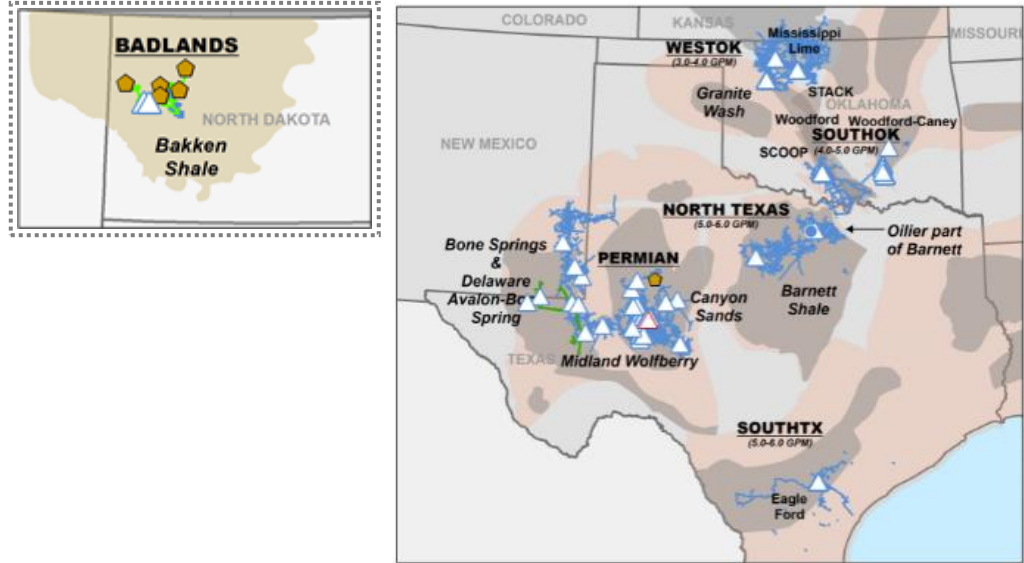 BADLANDS
NORTH DAKOTA
Bakken
Shale
COLORADO
KANSAS
MISSOURI
WESTOK
(3.0-4.0 GPM)
Mississippi
Lime
Granite
Wash
STACK
OKLAHOMA
Woodford
Woodford-Caney
SOUTHOK
SCOOP
(4.0-5.0 GPM)
NEW MEXICO
NORTH TEXAS
(5.0-6.0 GPM)
Oilier part
of Barnett
Bone Springs
&
Delaware
Avalon-Bo
Spring
PERMIAN
Canyon
Sands
Barnett
Shale
TEXAS
Midland Wolfberry
SOUTHTX
(5.0-6.0 GPM)
Eagle
Ford